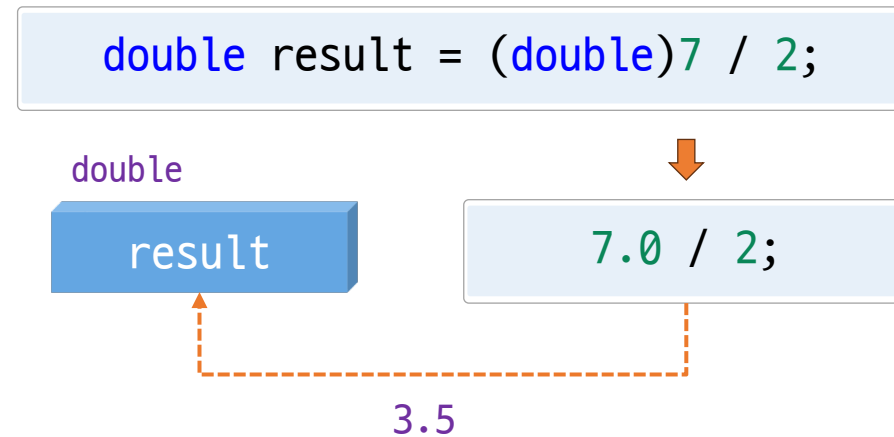 double result = (double)7 / 2;
double
result
7.0 / 2;
3.5